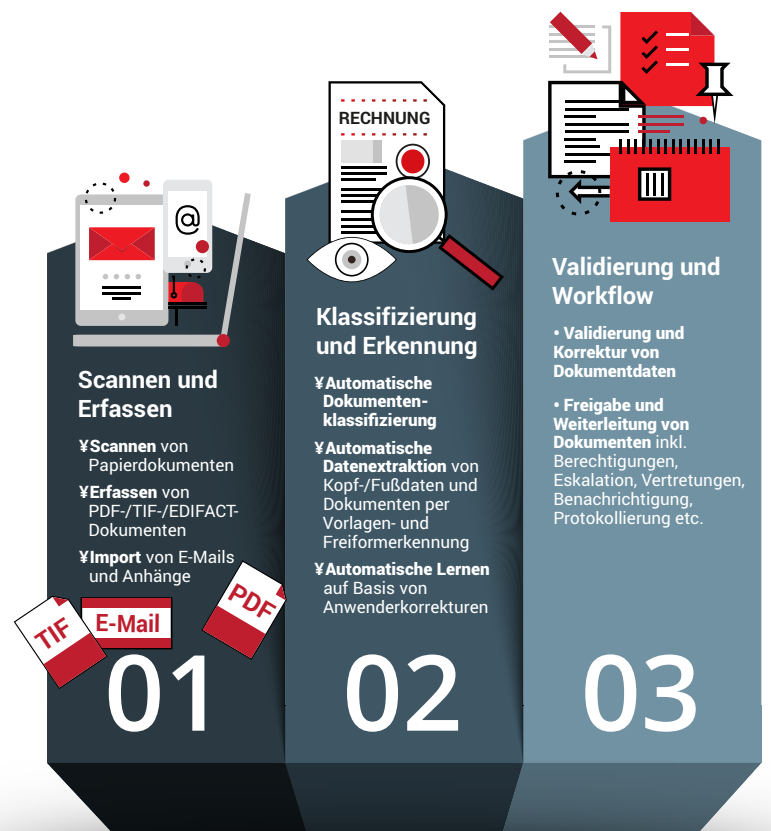 @
Scannen und
Erfassen
¥Scannen von
Papierdokumenten
¥Erfassen von
PDF-/TIF-/EDIFACT-
Dokumenten
¥Import von E-Mails
und Anhänge
TIF
E-Mail
PDF
01
RECHNUNG
Klassifizierung
und Erkennung
¥Automatische
Dokumenten-
klassifizierung
¥Automatische
Datenextraktion von
Kopf-/Fußdaten und
Dokumenten per
Vorlagen- und
Freiformerkennung
¥Automatische Lernen
auf Basis von
Anwenderkorrekturen
02
Validierung und
Workflow
• Validierung und
Korrektur von
Dokumentdaten
• Freigabe und
Weiterleitung von
Dokumenten inkl.
Berechtigungen,
Eskalation, Vertretungen,
Benachrichtigung,
Protokollierung etc.
03